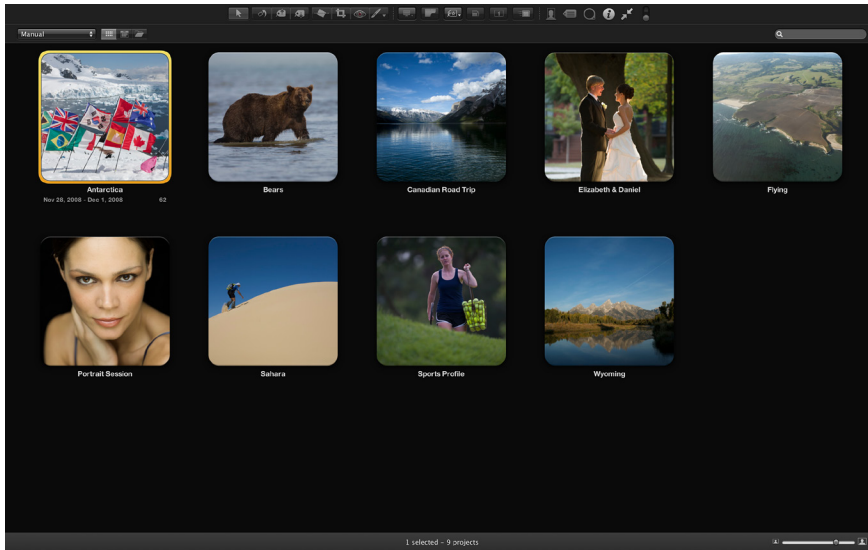 Manual
Antarctica
Nov 28, 2008 - Dec 1, 2008 62
Bears
Canadian Road Trip
Elizabeth & Daniel
Flying
Portrait Session
Sahara
Sports Profile
Wyoming
1 selected - 9 projects